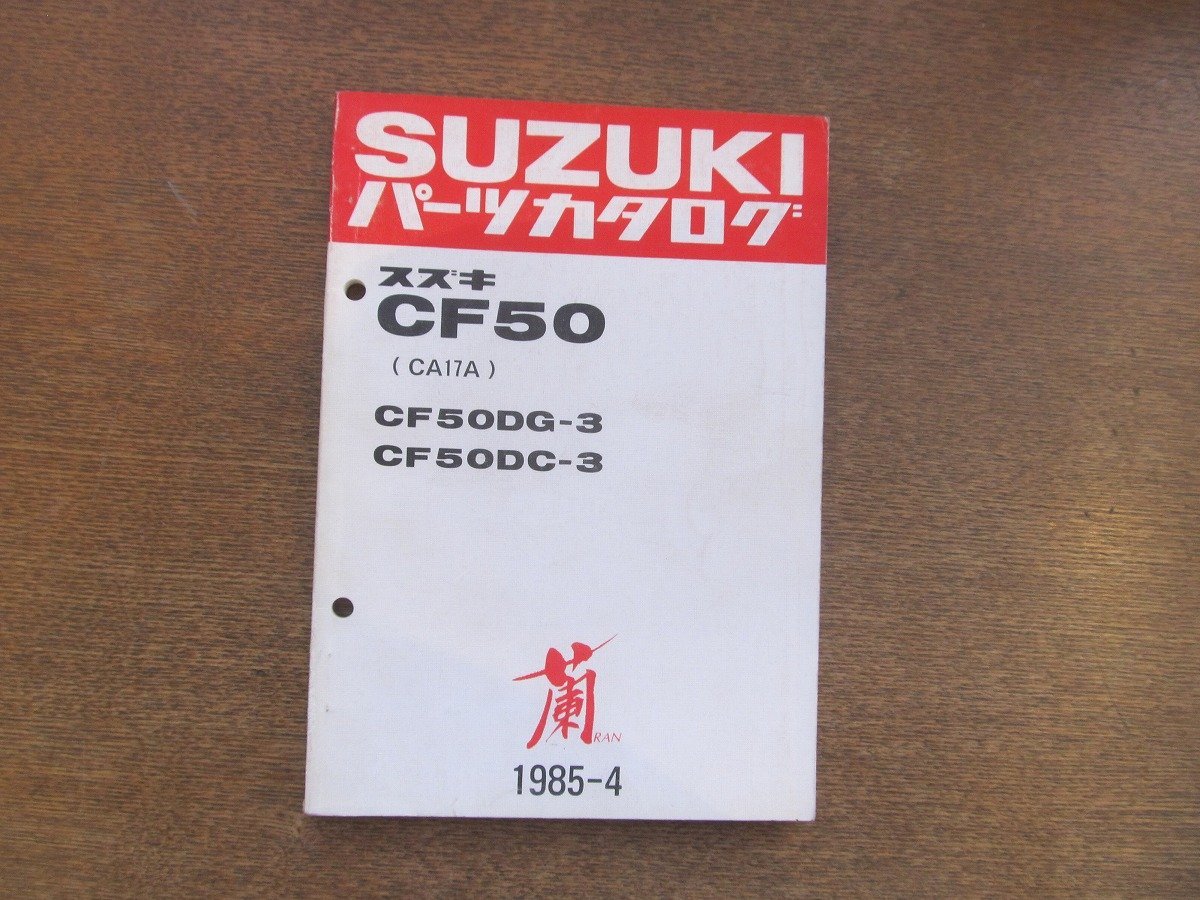 SUZUKI
パーツカタログ
スズキ
CF50
( CA17A )
CF50DG-3
CF50DC-3
蘭
RAN
1985-4